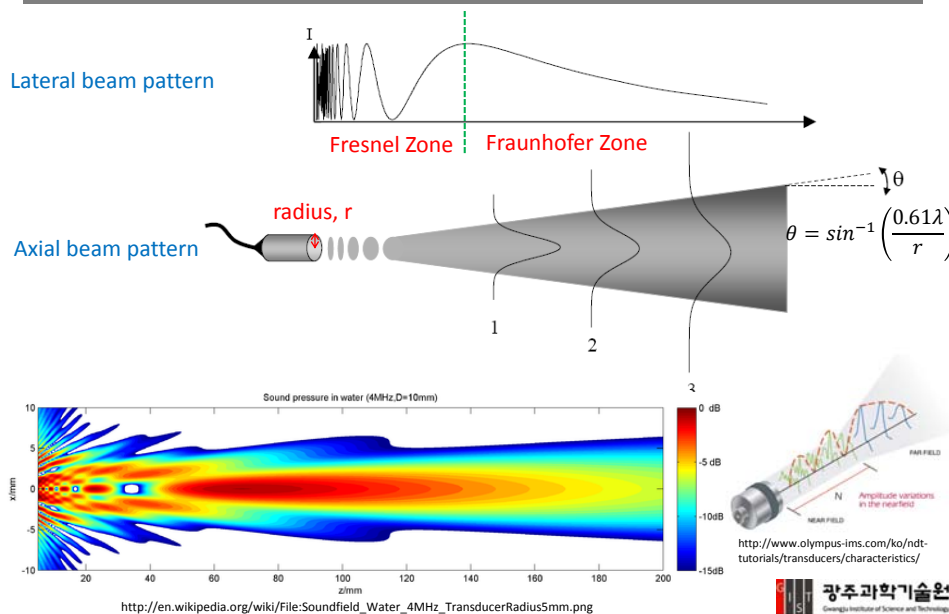 I
Lateral beam pattern
Fresnel Zone
Fraunhofer Zone
θ
radius, r
θ = sin⁻¹(0.61λ/r)
Axial beam pattern
1
2
3
Sound pressure in water (4MHz,D=10mm)
10
5
0
-5
-10
x/mm
20
40
60
80
100
120
140
160
180
200
z/mm
0 dB
-5 dB
-10dB
-15dB
FAR FIELD
N
Amplitude variations
in the nearfield
NEAR FIELD
http://www.olympus-ims.com/ko/ndt-
tutorials/transducers/characteristics/
http://en.wikipedia.org/wiki/File:Soundfield_Water_4MHz_TransducerRadius5mm.png
GIST
광주과학기술원
Gwangju Institute of Science and Technology